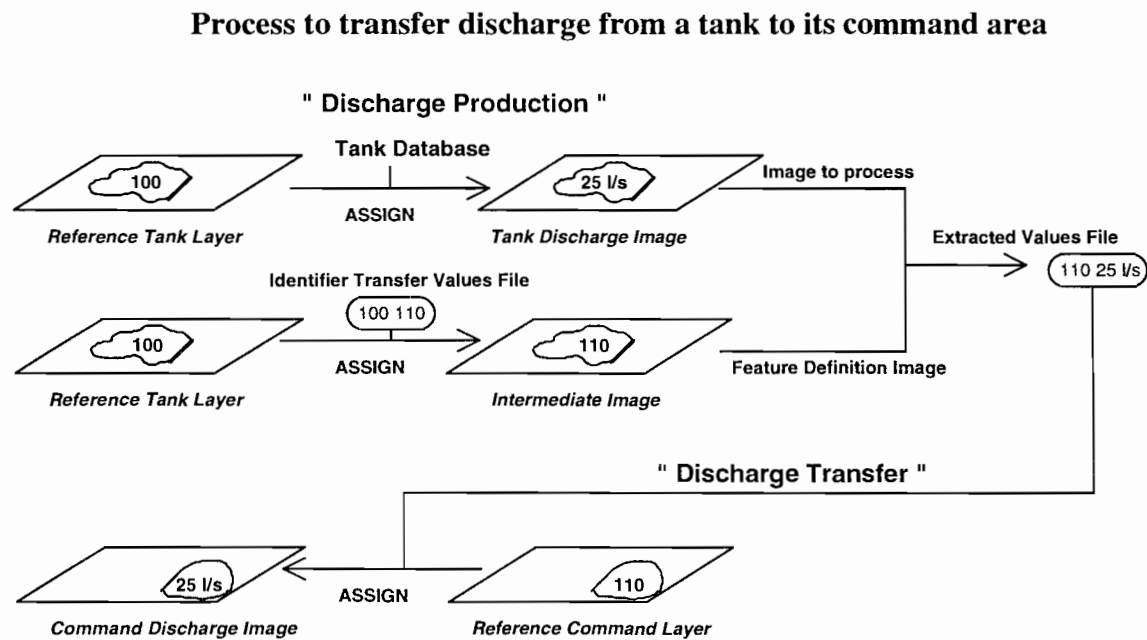 Process to transfer discharge from a tank to its command area
" Discharge Production "
Tank Database
100
25 l/s
Image to process
ASSIGN
Reference Tank Layer
Tank Discharge Image
Extracted Values File
110 25 l/s
Identifier Transfer Values File
100 110
100
110
ASSIGN
Feature Definition Image
Reference Tank Layer
Intermediate Image
" Discharge Transfer "
25 l/s
110
ASSIGN
Command Discharge Image
Reference Command Layer